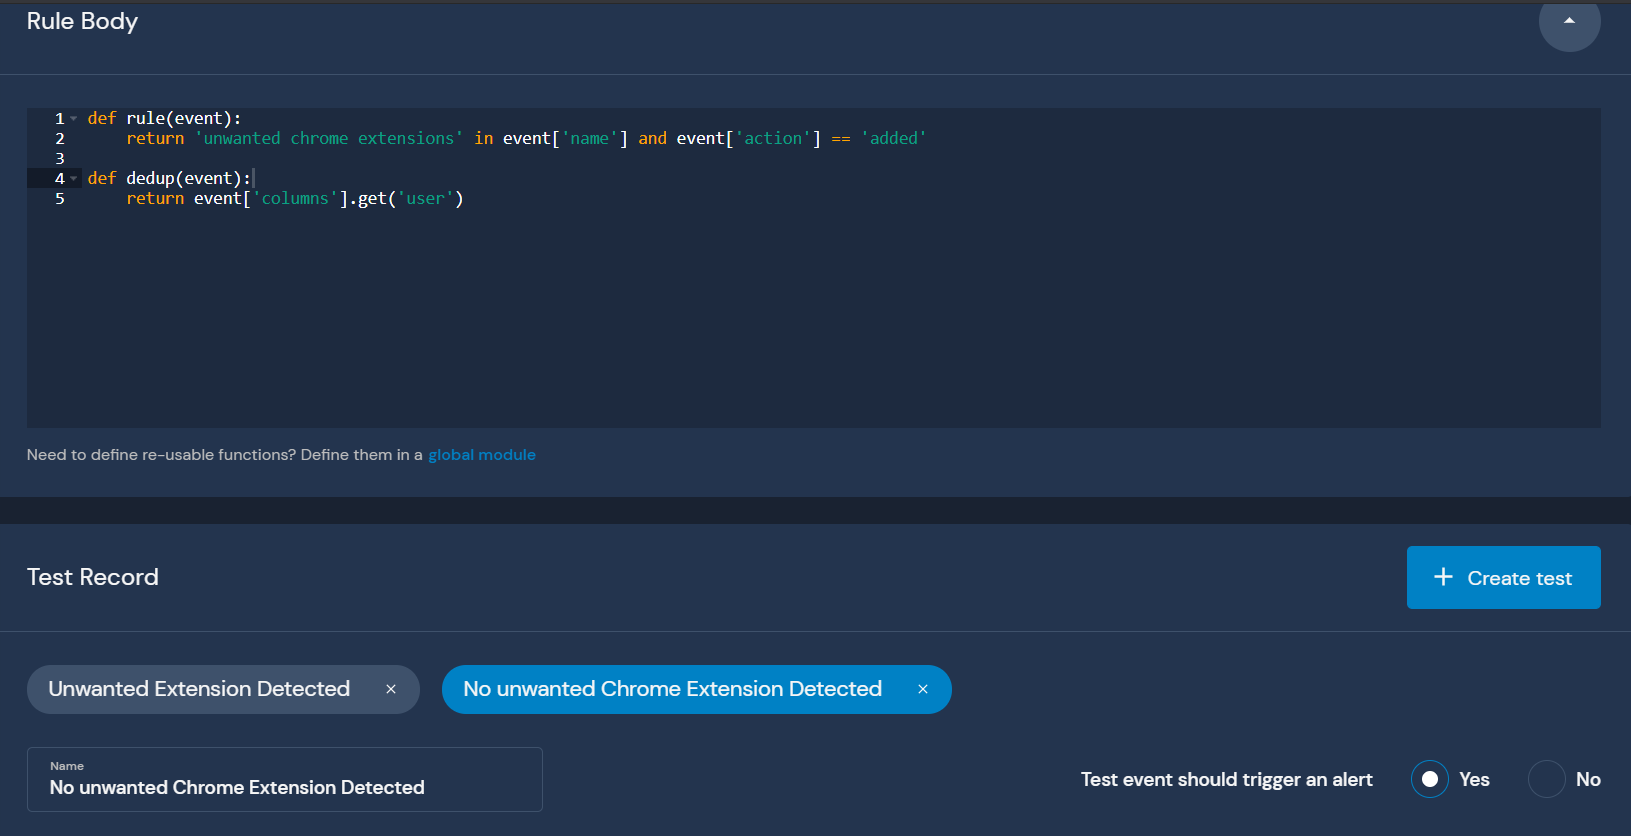 Rule Body
1 def rule(event):
2     return 'unwanted chrome extensions' in event['name'] and event['action'] == 'added'
3
4 def dedup(event):
5     return event['columns'].get('user')
Need to define re-usable functions? Define them in a global module
Test Record
+ Create test
Unwanted Extension Detected ×
No unwanted Chrome Extension Detected ×
Name
No unwanted Chrome Extension Detected
Test event should trigger an alert Yes No